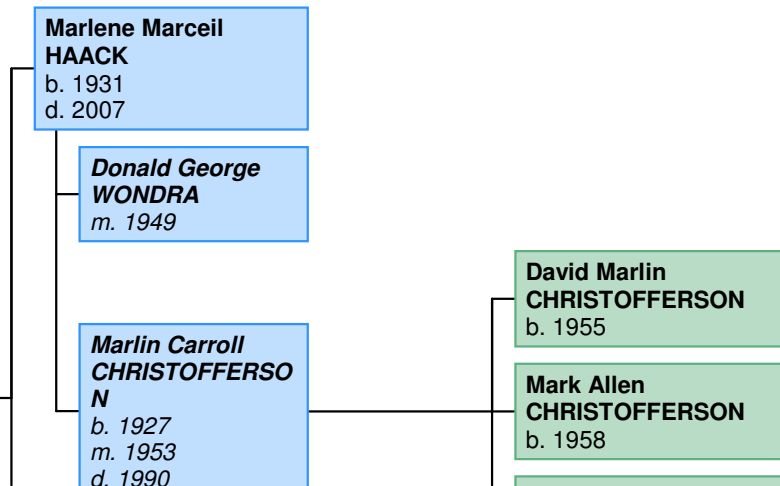 Marlene Marceil
HAACK
b. 1931
d. 2007
Donald George
WONDRA
m. 1949
Marlin Carroll
CHRISTOFFERSO
N
b. 1927
m. 1953
d. 1990
David Marlin
CHRISTOFFERSON
b. 1955
Mark Allen
CHRISTOFFERSON
b. 1958